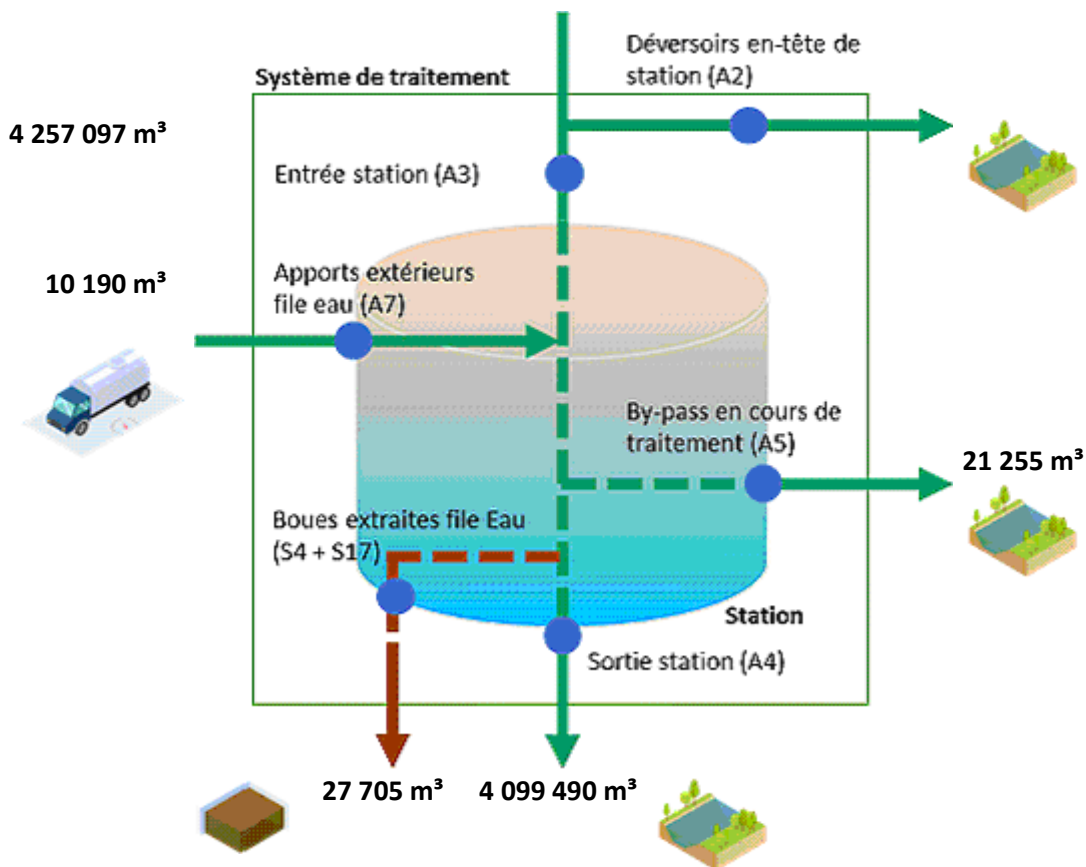 Déversoirs en-tête de
station (A2)
Système de traitement
4 257 097 m³
Entrée station (A3)
10 190 m³
Apports extérieurs
file eau (A7)
By-pass en cours de
traitement (A5)
21 255 m³
Boues extraites file Eau
(S4 + S17)
Station
Sortie station (A4)
27 705 m³
4 099 490 m³